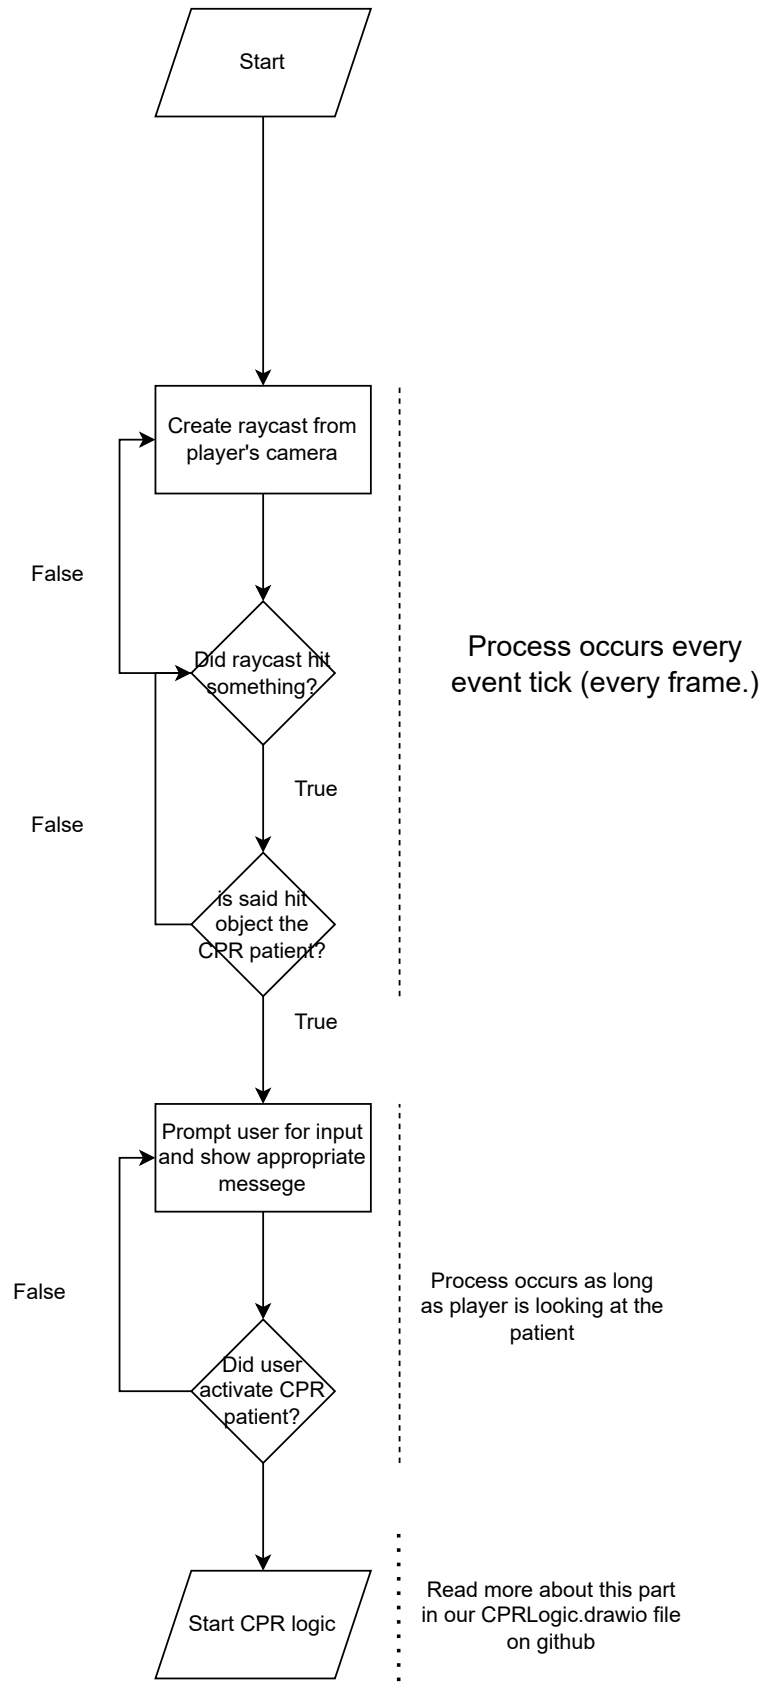 Start
Create raycast from
player's camera
False
Did raycast hit
something?
Process occurs every
event tick (every frame.)
True
False
is said hit
object the
CPR patient?
True
Prompt user for input
and show appropriate
messege
False
Process occurs as long
as player is looking at the
patient
Did user
activate CPR
patient?
Start CPR logic
Read more about this part
in our CPRLogic.drawio file
on github